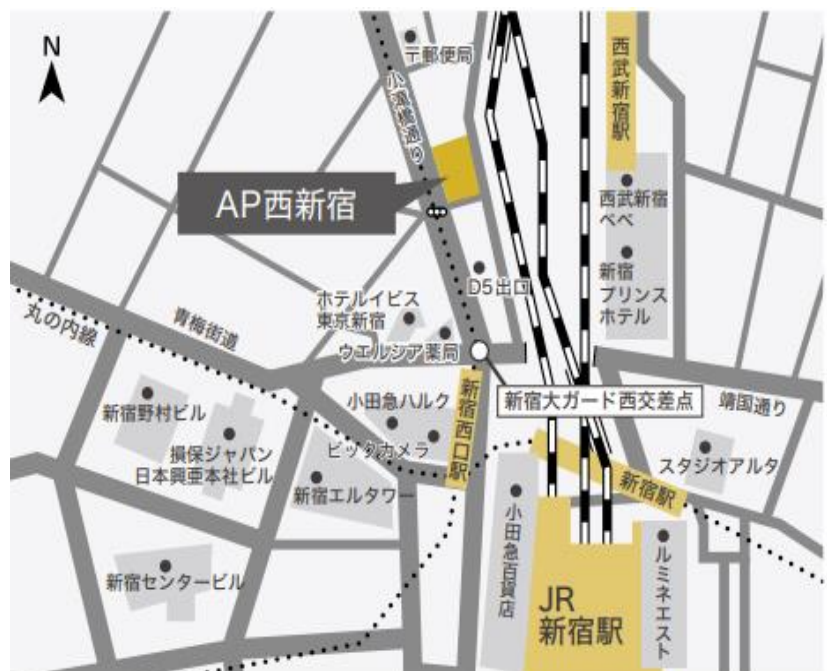 N
〒郵便局
小滝橋通り
西武新宿駅
AP西新宿
西武新宿
ペペ
新宿
プリンス
ホテル
D5出口
ホテルイビス
東京新宿
ウエルシア薬局
丸の内線
青梅街道
新宿大ガード西交差点
靖国通り
新宿西口駅
小田急ハルク
ビックカメラ
新宿野村ビル
損保ジャパン
日本興亜本社ビル
新宿エルタワー
スタジオアルタ
新宿駅
小田急百貨店
新宿センタービル
JR
新宿駅
ルミネエスト